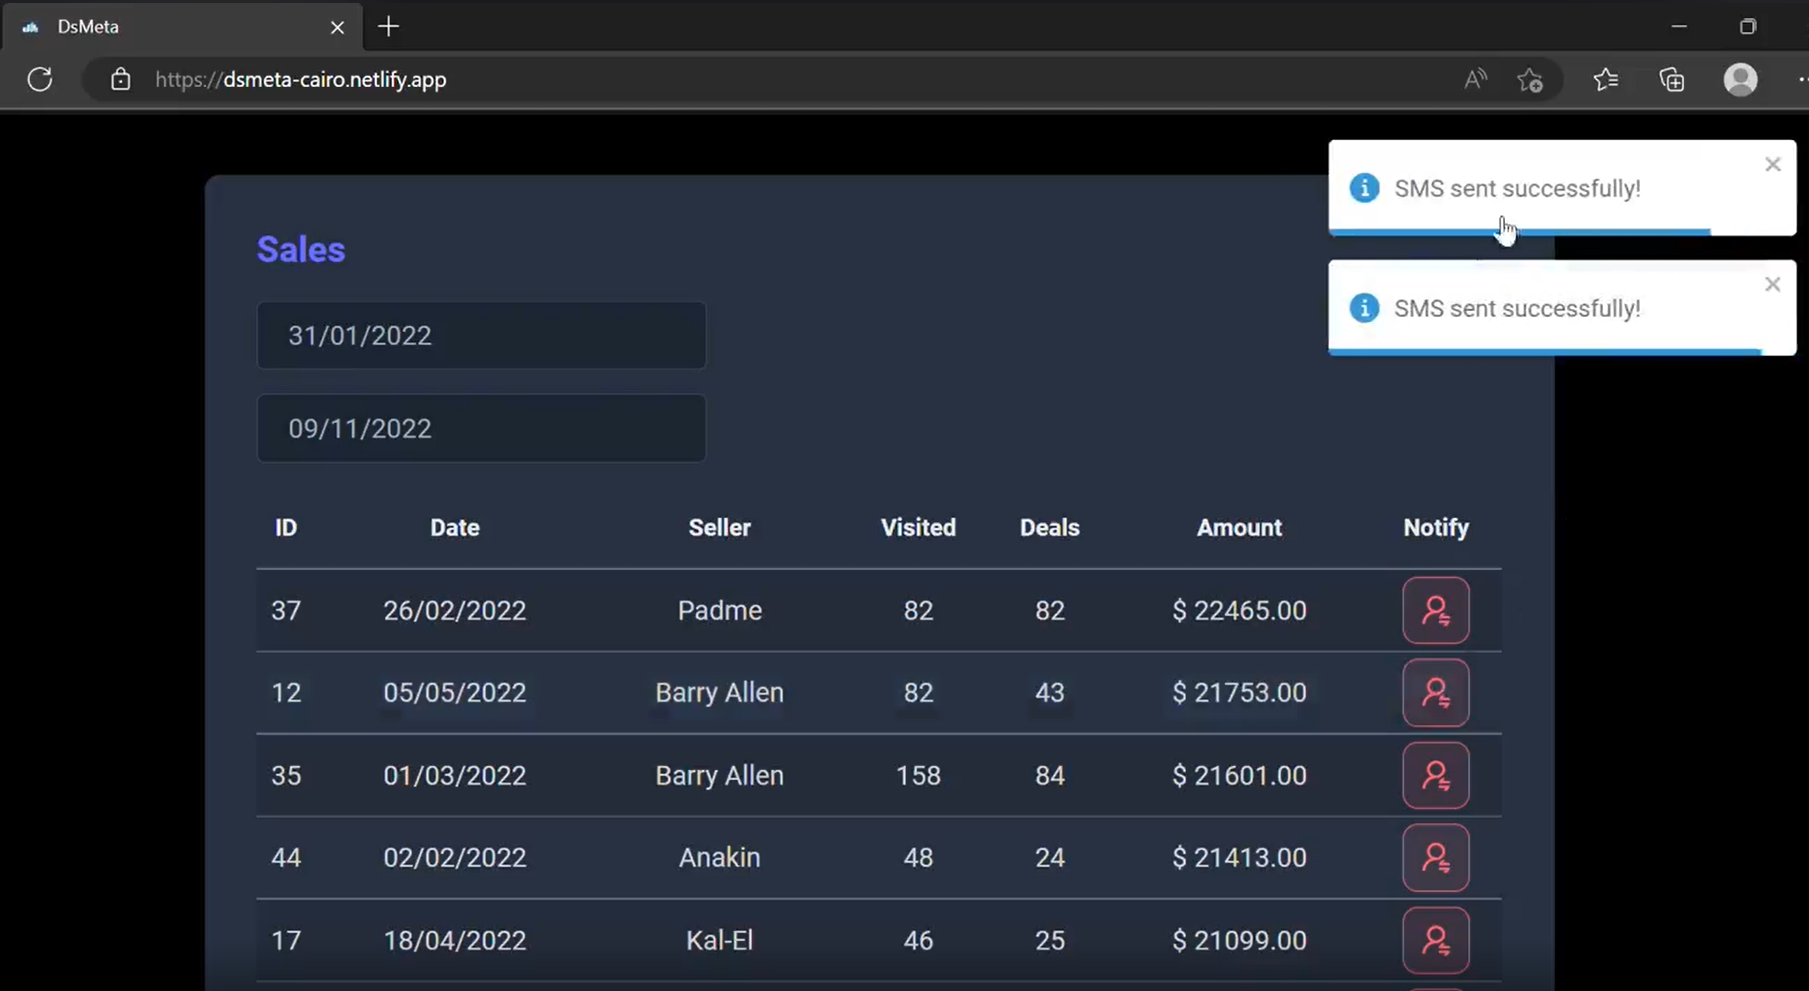 DsMeta
https://dsmeta-cairo.netlify.app
SMS sent successfully!
SMS sent successfully!
Sales
31/01/2022
09/11/2022
ID Date Seller Visited Deals Amount Notify
37 26/02/2022 Padme 82 82 $ 22465.00
12 05/05/2022 Barry Allen 82 43 $ 21753.00
35 01/03/2022 Barry Allen 158 84 $ 21601.00
44 02/02/2022 Anakin 48 24 $ 21413.00
17 18/04/2022 Kal-El 46 25 $ 21099.00